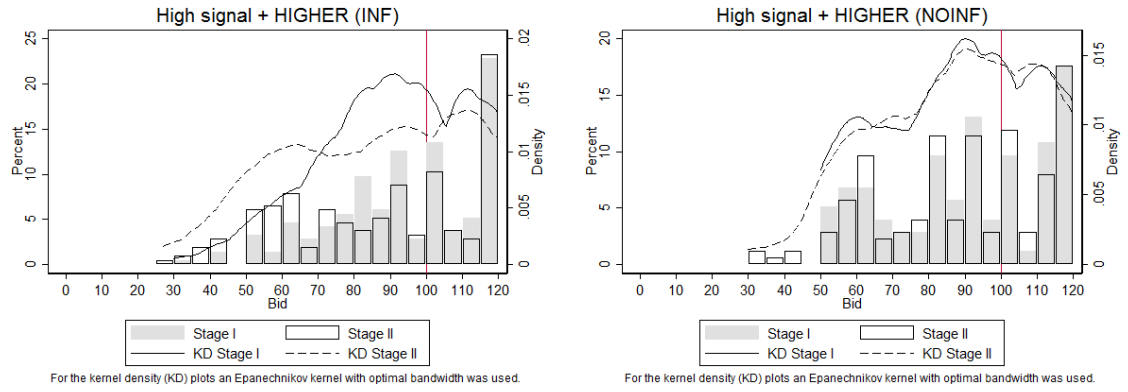 High signal + HIGHER (INF)
25
20
15
10
5
0
Percent
.02
.015
.01
.005
0
Density
0 10 20 30 40 50 60 70 80 90 100 110 120
Bid
Stage I Stage II
KD Stage I KD Stage II
For the kernel density (KD) plots an Epanechnikov kernel with optimal bandwidth was used.
High signal + HIGHER (NOINF)
20
15
10
5
0
Percent
.015
.01
.005
0
Density
0 10 20 30 40 50 60 70 80 90 100 110 120
Bid
Stage I Stage II
KD Stage I KD Stage II
For the kernel density (KD) plots an Epanechnikov kernel with optimal bandwidth was used.